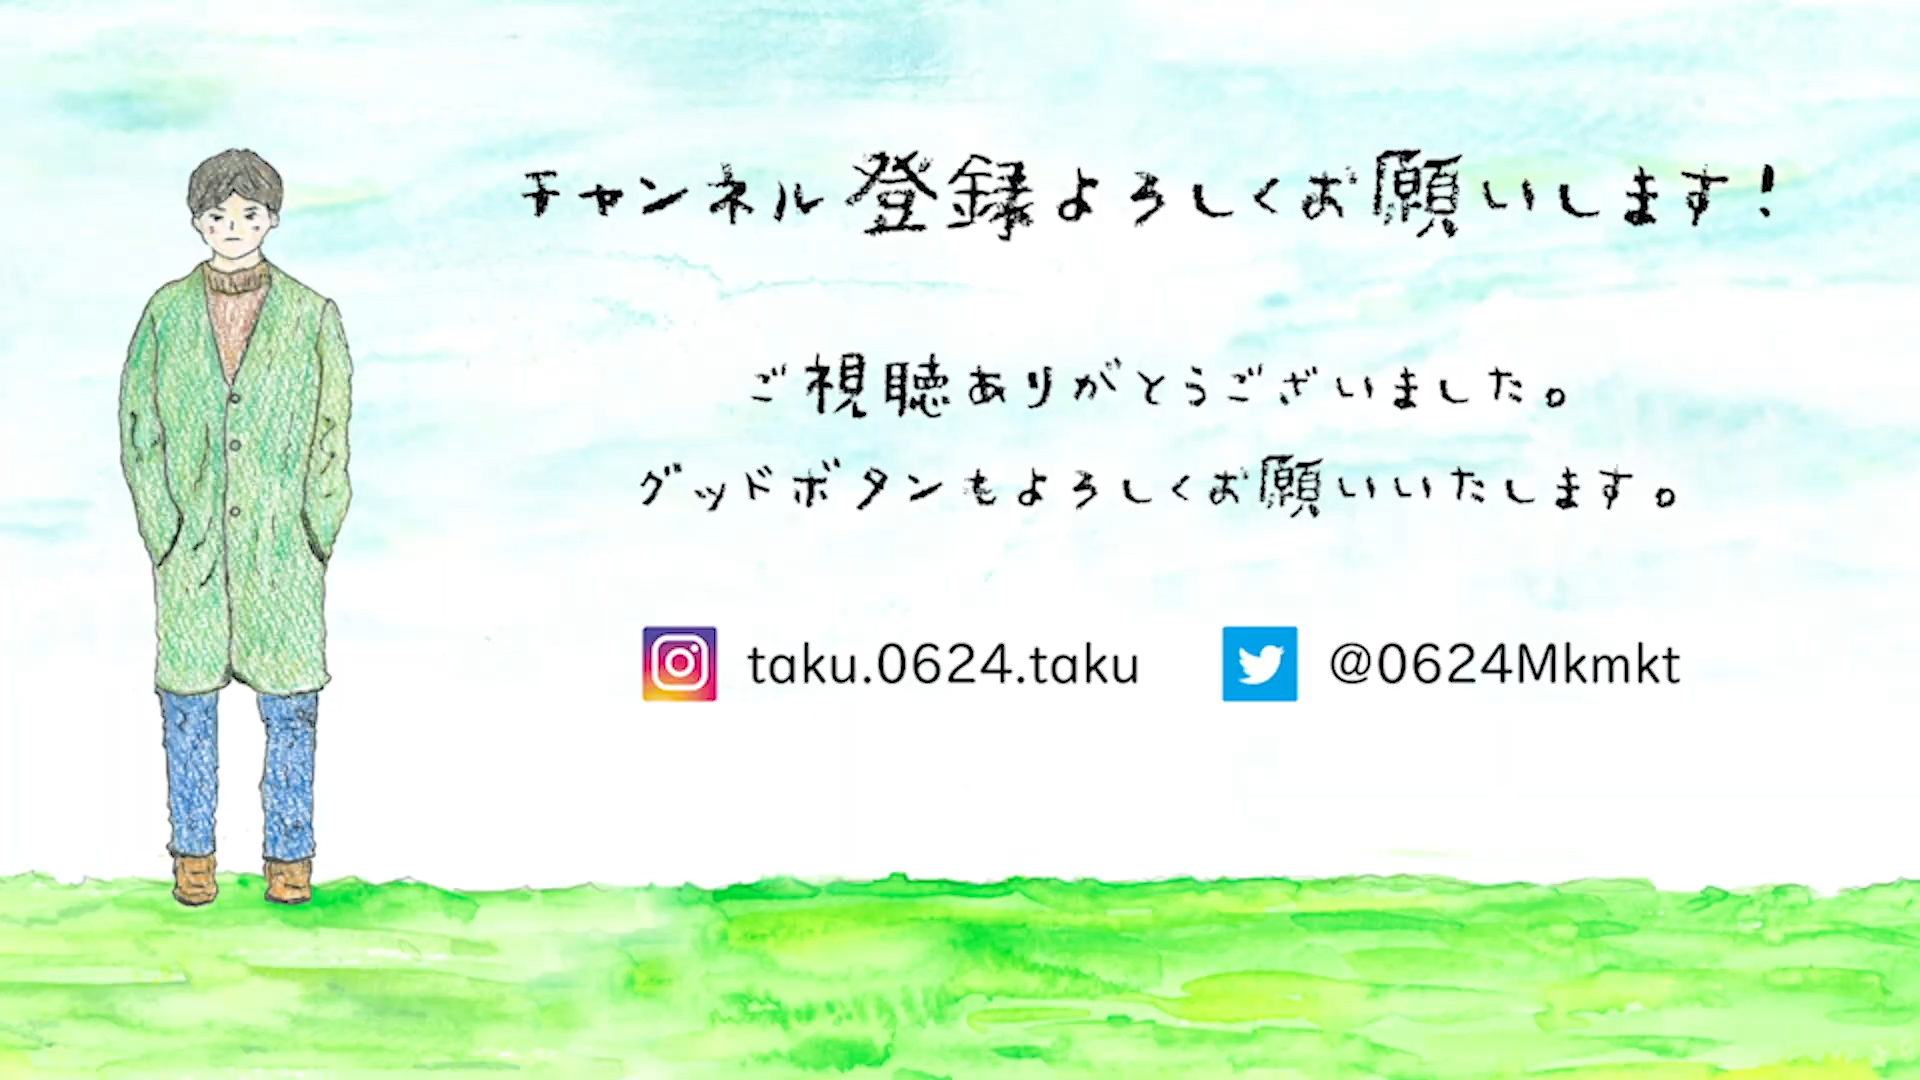 チャンネル登録よろしくお願いします!
ご視聴ありがとうございました。
グッドボタンもよろしくお願いいたします。
taku.0624.taku @0624Mkmkt